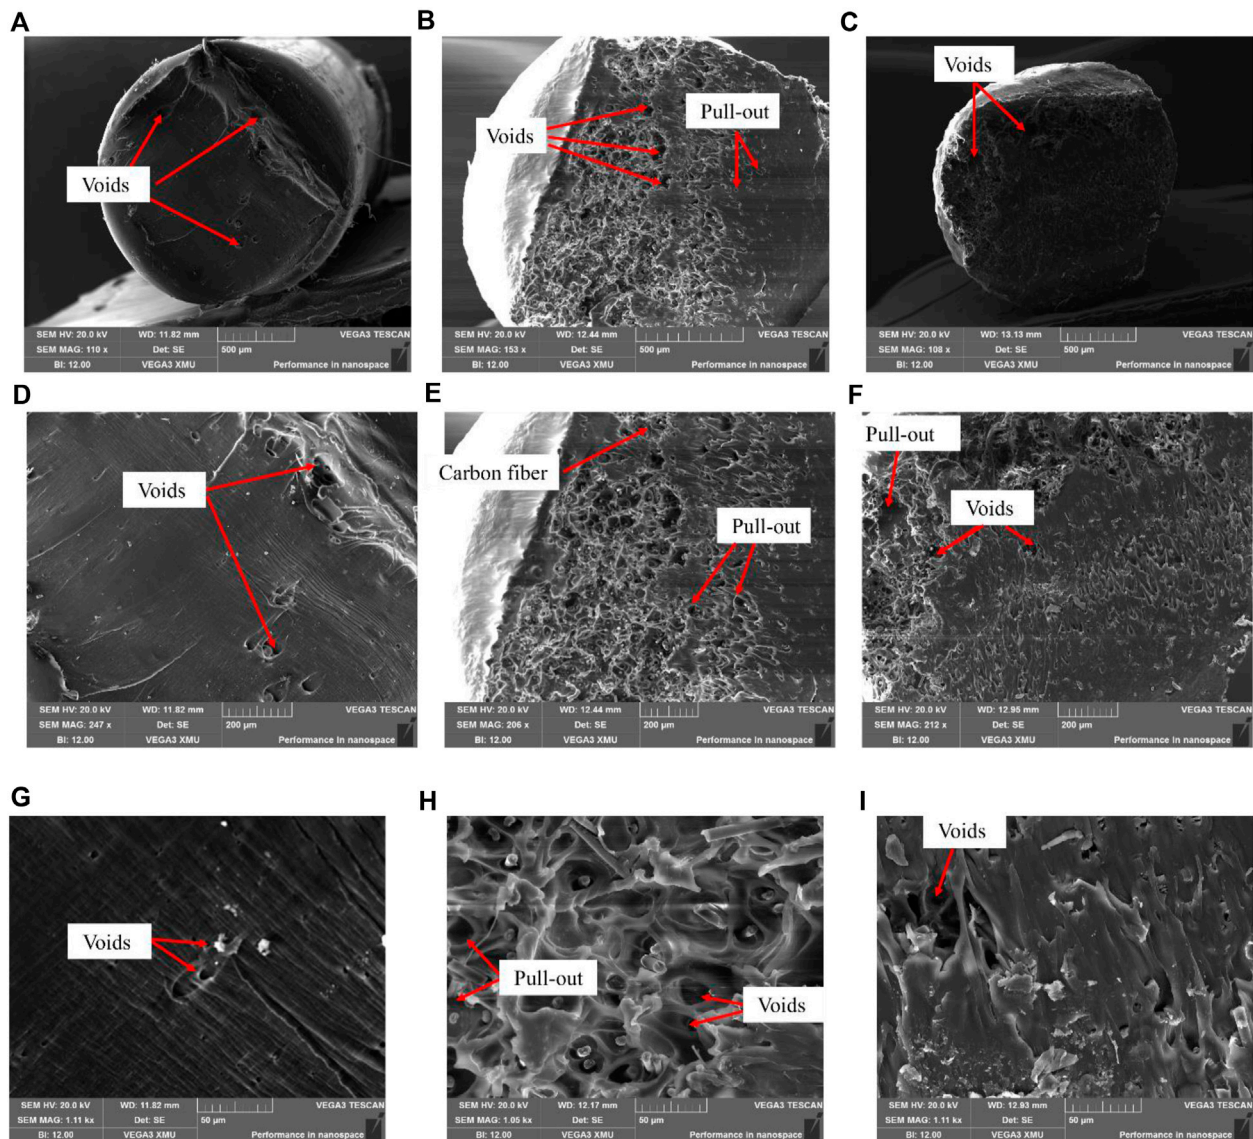 A
Voids
SEM HV: 20.0 kV WD: 11.82 mm VEGA3 TESCAN
SEM MAG: 110 x Det: SE 500 µm
BI: 12.00 VEGA3 XMU Performance in nanospace
B
Voids
Pull-out
SEM HV: 20.0 kV WD: 12.44 mm VEGA3 TESCAN
SEM MAG: 153 x Det: SE 500 µm
BI: 12.00 VEGA3 XMU Performance in nanospace
C
Voids
SEM HV: 20.0 kV WD: 13.13 mm VEGA3 TESCAN
SEM MAG: 108 x Det: SE 500 µm
BI: 12.00 VEGA3 XMU Performance in nanospace
D
Voids
SEM HV: 20.0 kV WD: 11.82 mm VEGA3 TESCAN
SEM MAG: 247 x Det: SE 200 µm
BI: 12.00 VEGA3 XMU Performance in nanospace
E
Carbon fiber
Pull-out
SEM HV: 20.0 kV WD: 12.44 mm VEGA3 TESCAN
SEM MAG: 206 x Det: SE 200 µm
BI: 12.00 VEGA3 XMU Performance in nanospace
F
Pull-out
Voids
SEM HV: 20.0 kV WD: 12.95 mm VEGA3 TESCAN
SEM MAG: 212 x Det: SE 200 µm
BI: 12.00 VEGA3 XMU Performance in nanospace
G
Voids
SEM HV: 20.0 kV WD: 11.82 mm VEGA3 TESCAN
SEM MAG: 1.11 kx Det: SE 50 µm
BI: 12.00 VEGA3 XMU Performance in nanospace
H
Pull-out
Voids
SEM HV: 20.0 kV WD: 12.17 mm VEGA3 TESCAN
SEM MAG: 1.05 kx Det: SE 50 µm
BI: 12.00 VEGA3 XMU Performance in nanospace
I
Voids
SEM HV: 20.0 kV WD: 12.93 mm VEGA3 TESCAN
SEM MAG: 1.11 kx Det: SE 50 µm
BI: 12.00 VEGA3 XMU Performance in nanospace